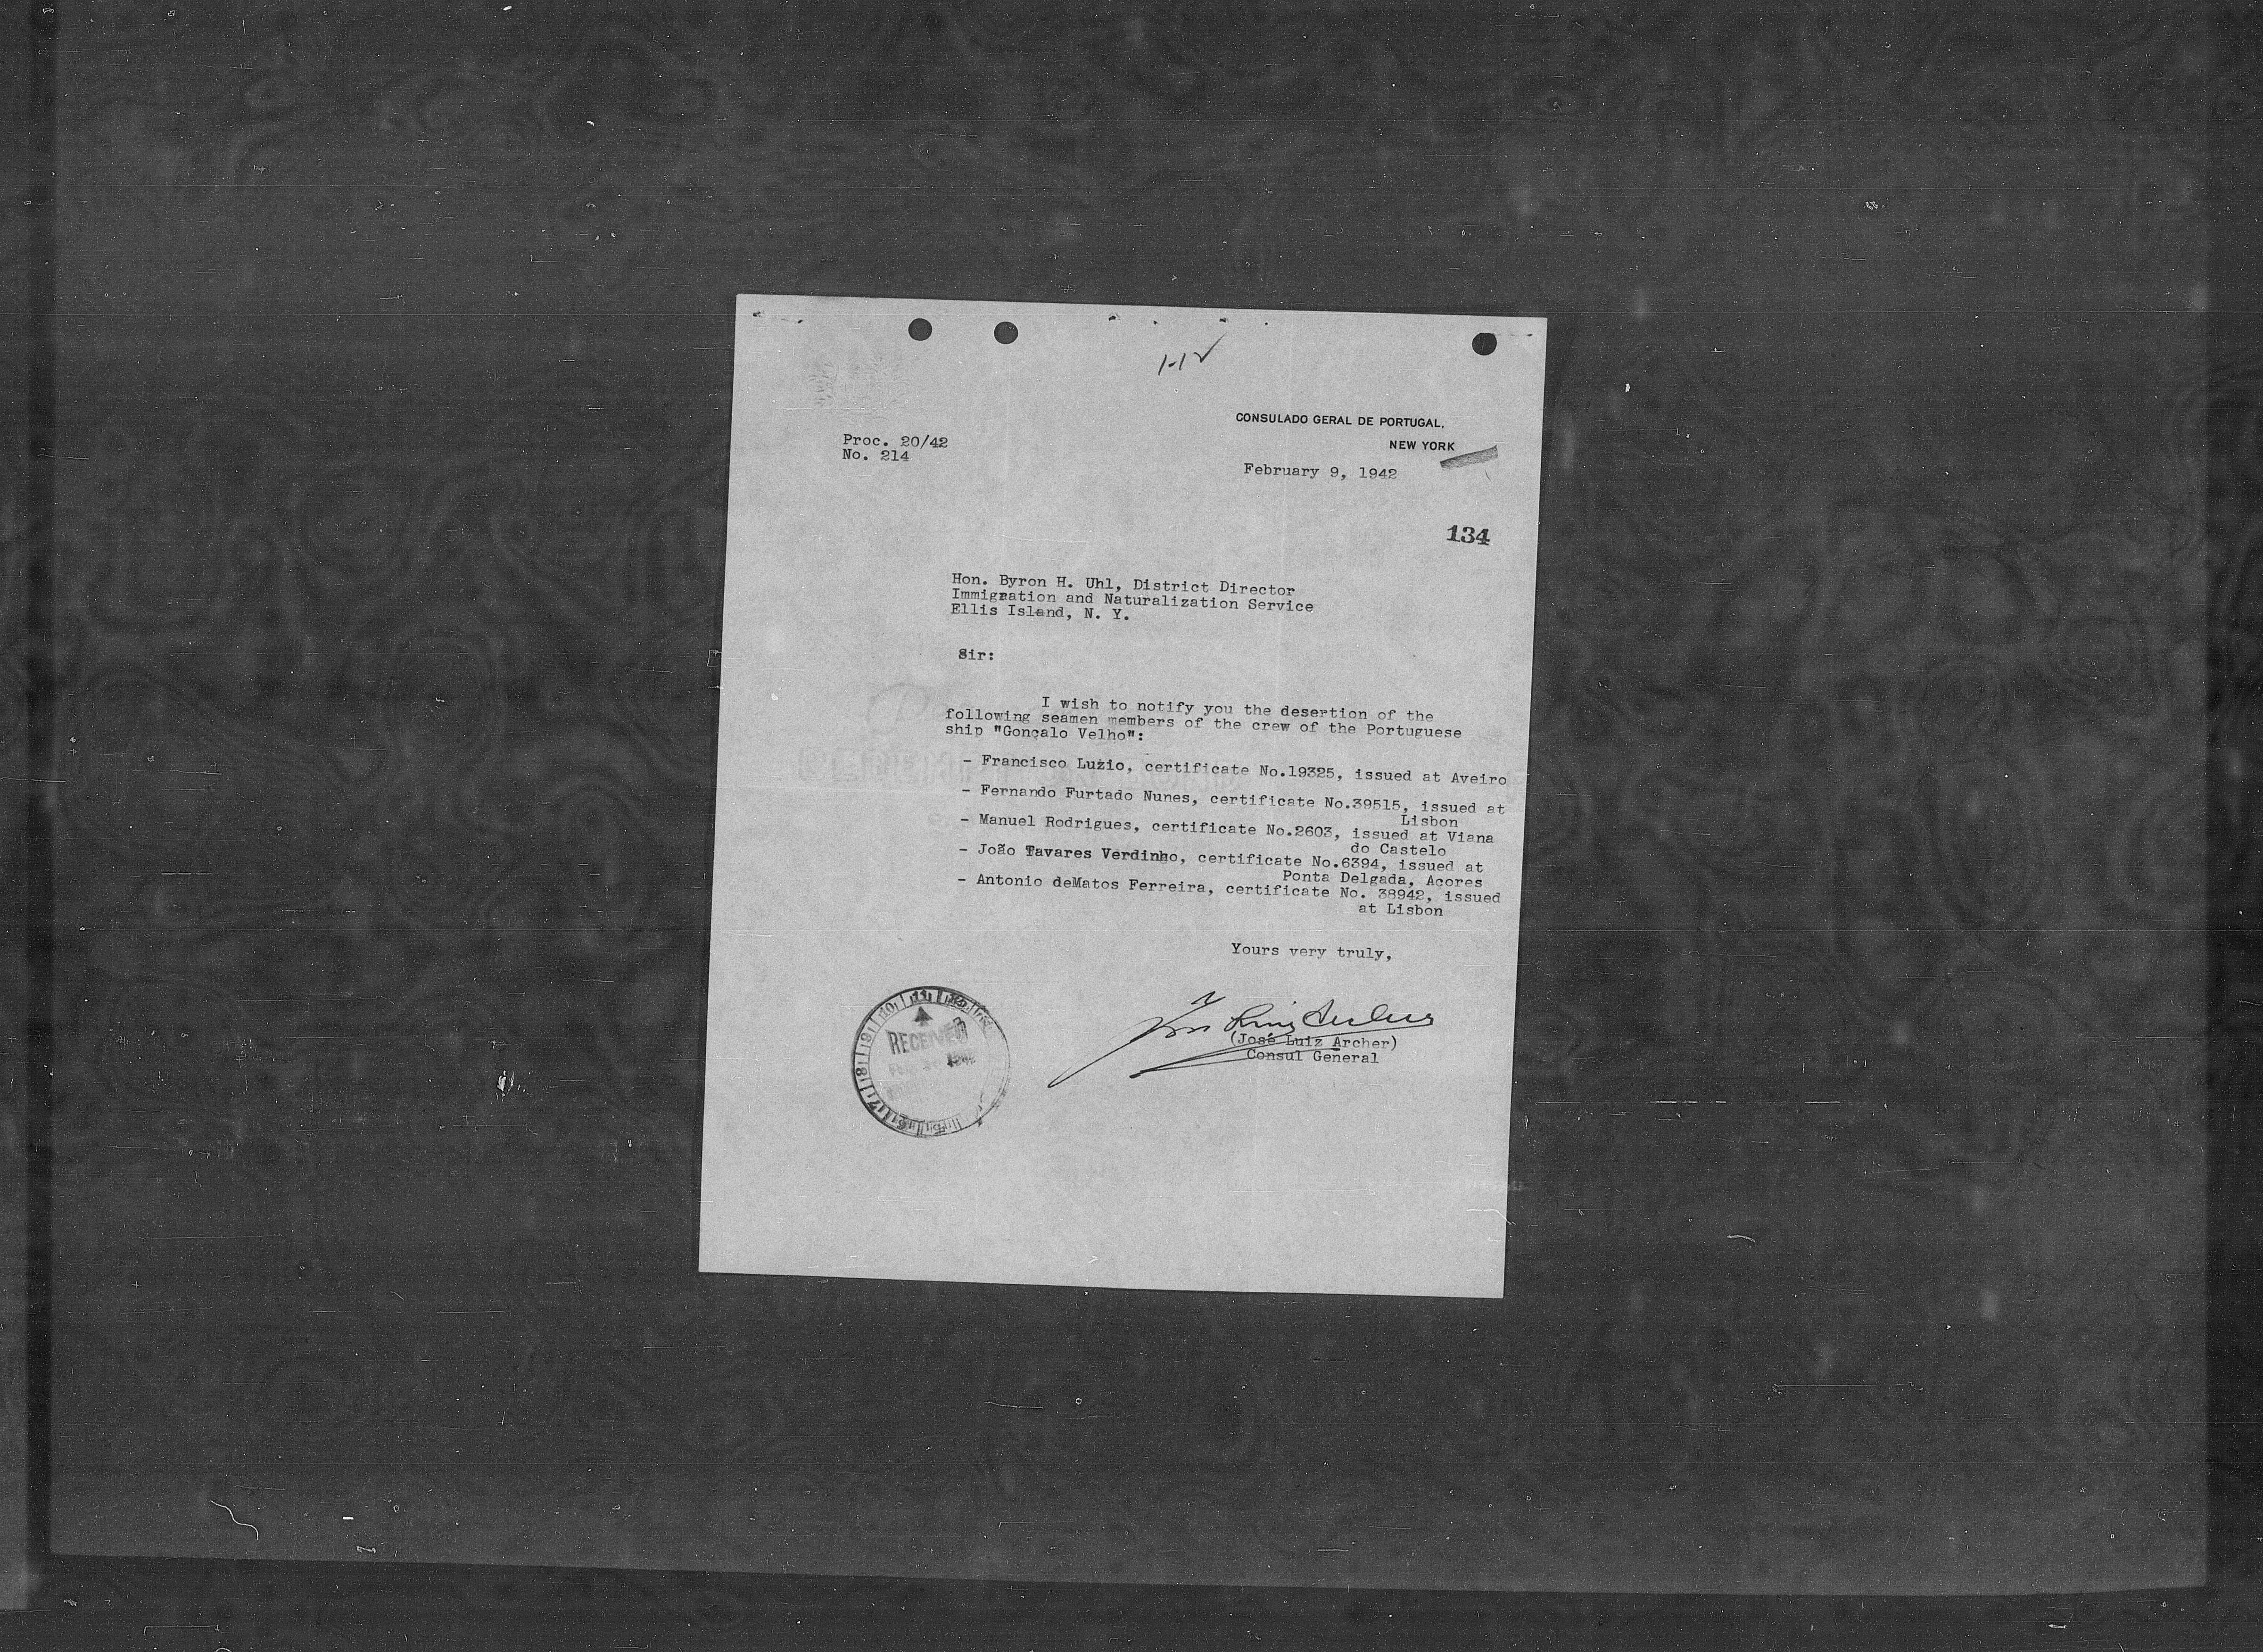 CONSULADO GERAL DE PORTUGAL,
NEW YORK
Proc. 20/42
No. 214
February 9, 1942
134
Hon. Byron H. Uhl, District Director
Immigration and Naturalization Service
Ellis Island, N. Y.
Sir:
I wish to notify you the desertion of the
following seamen members of the crew of the Portuguese
ship "Gonçalo Velho":
- Francisco Luzio, certificate No.19325, issued at Aveiro
- Fernando Furtado Nunes, certificate No.39515, issued at
Lisbon
- Manuel Rodrigues, certificate No.2603, issued at Viana
do Castelo
- João Tavares Verdinho, certificate No.6394, issued at
Ponta Delgada, Açores
- Antonio deMatos Ferreira, certificate No. 38942, issued
at Lisbon
Yours very truly,
(José Luiz Archer)
Consul General
RECEIVED